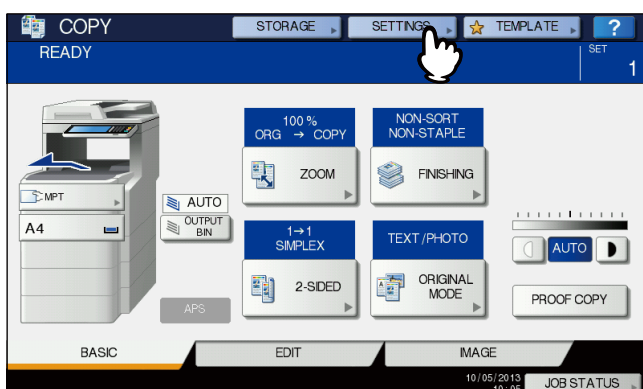 COPY
STORAGE
SETTINGS
TEMPLATE
?
READY
SET
1
100 %
ORG → COPY
NON-SORT
NON-STAPLE
ZOOM
FINISHING
MPT
A4
AUTO
OUTPUT
BIN
APS
1→1
SIMPLEX
TEXT/PHOTO
2-SIDED
ORIGINAL
MODE
AUTO
PROOF COPY
BASIC
EDIT
IMAGE
10/05/2013
10:05
JOB STATUS